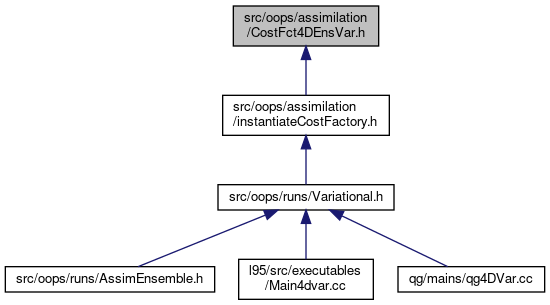 src/oops/assimilation
/CostFct4DEnsVar.h
src/oops/assimilation
/instantiateCostFactory.h
src/oops/runs/Variational.h
src/oops/runs/AssimEnsemble.h
l95/src/executables
/Main4dvar.cc
qg/mains/qg4DVar.cc